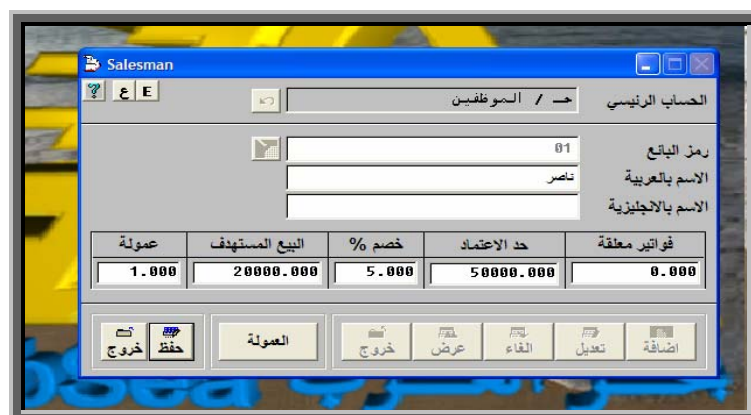 Salesman
? ع E
الحساب الرئيسي حـ / الموظفين
رمز البائع 01
الاسم بالعربية ناصر
الاسم بالانجليزية
فواتير معلقة حد الاعتماد خصم % البيع المستهدف عمولة
0.000 50000.000 5.000 20000.000 1.000
اضافة تعديل الغاء عرض خروج العمولة حفظ خروج